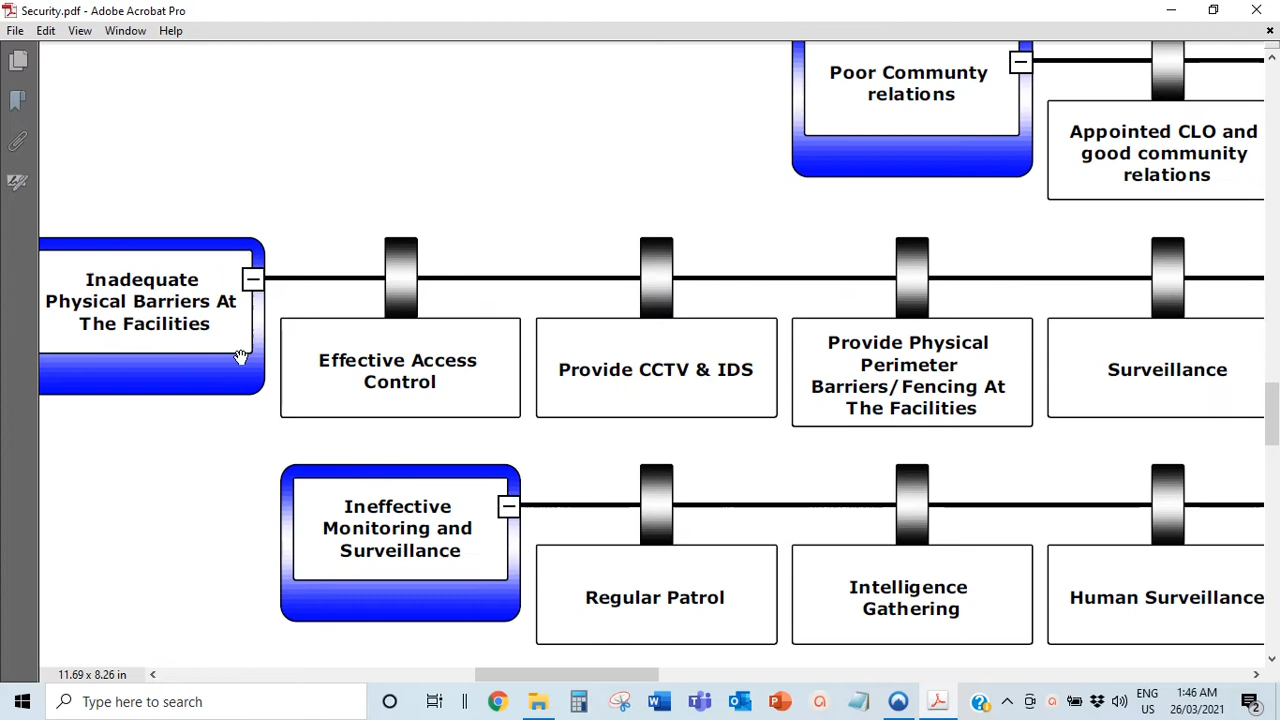 Security.pdf - Adobe Acrobat Pro
File Edit View Window Help
Poor Communty
relations
Appointed CLO and
good community
relations
Inadequate
Physical Barriers At
The Facilities
Effective Access
Control
Provide CCTV & IDS
Provide Physical
Perimeter
Barriers/Fencing At
The Facilities
Surveillance
Ineffective
Monitoring and
Surveillance
Regular Patrol
Intelligence
Gathering
Human Surveillance
11.69 x 8.26 in
Type here to search
ENG
US
1:46 AM
26/03/2021
2